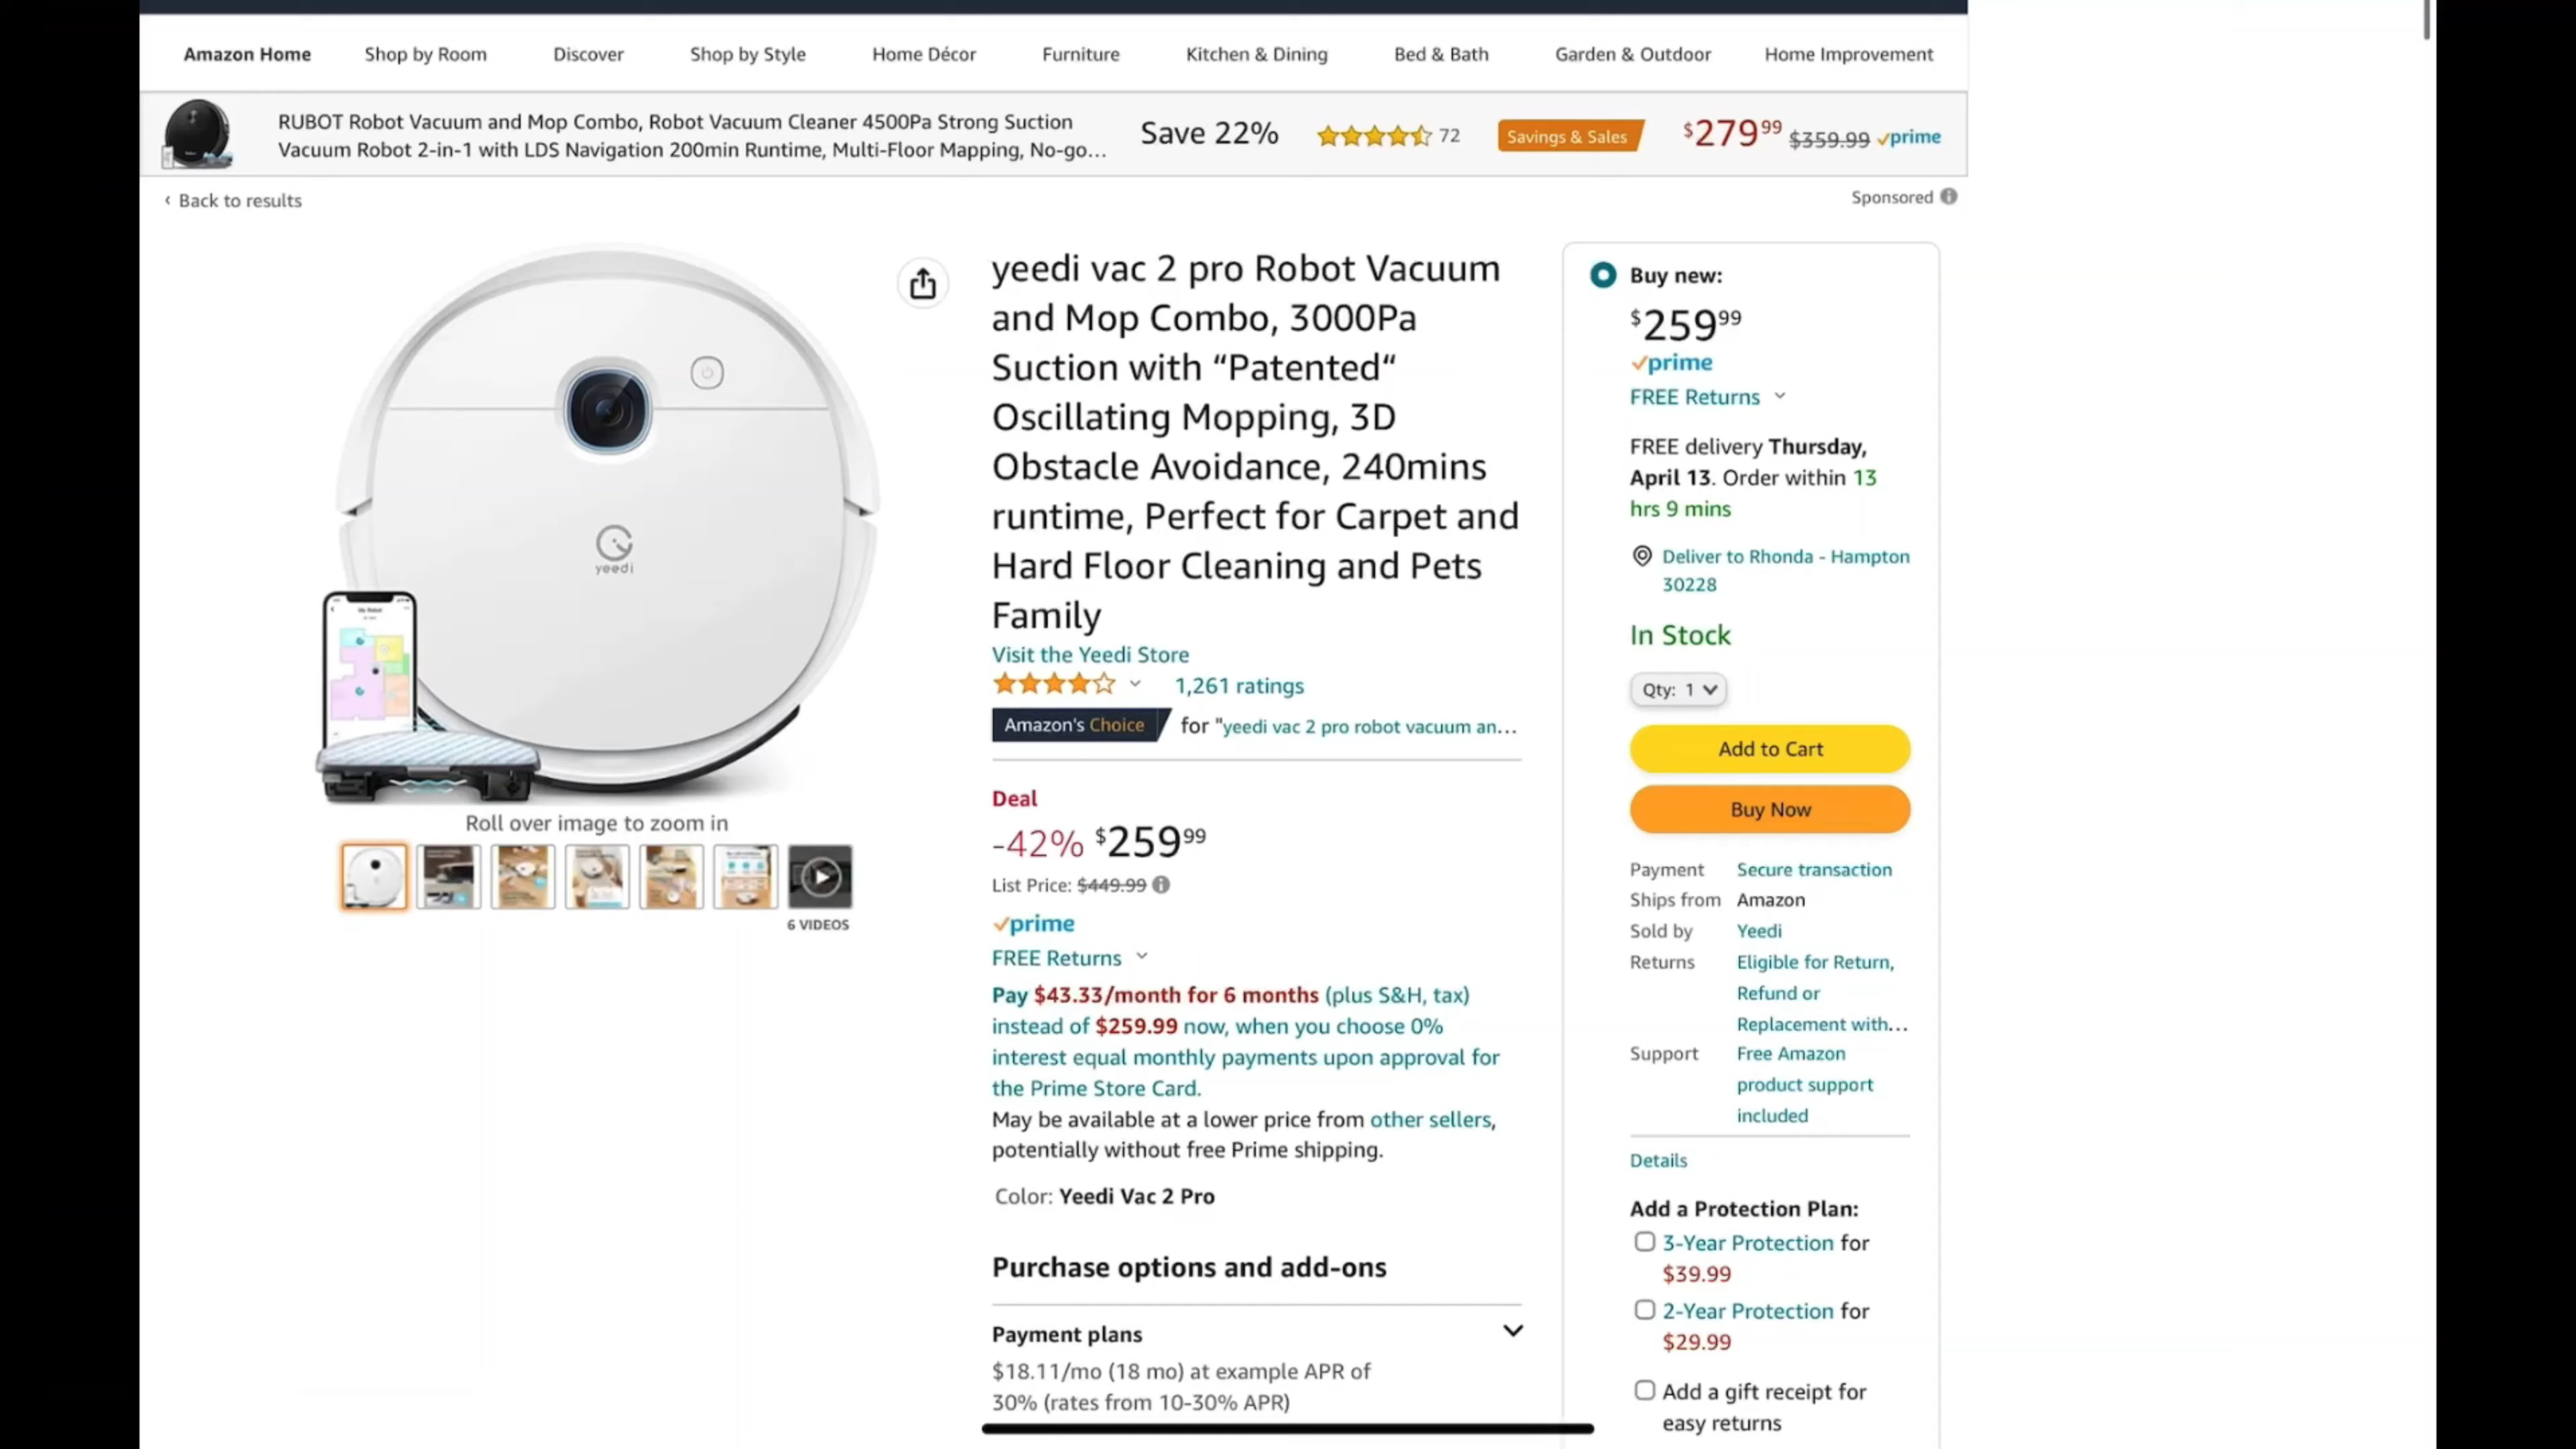 Amazon Home Shop by Room Discover Shop by Style Home Décor Furniture Kitchen & Dining Bed & Bath Garden & Outdoor Home Improvement
RUBOT Robot Vacuum and Mop Combo, Robot Vacuum Cleaner 4500Pa Strong Suction
Vacuum Robot 2-in-1 with LDS Navigation 200min Runtime, Multi-Floor Mapping, No-go...
Save 22%
72
Savings & Sales
$279.99 $359.99 prime
‹ Back to results
Sponsored
yeedi
Roll over image to zoom in
6 VIDEOS
yeedi vac 2 pro Robot Vacuum
and Mop Combo, 3000Pa
Suction with “Patented“
Oscillating Mopping, 3D
Obstacle Avoidance, 240mins
runtime, Perfect for Carpet and
Hard Floor Cleaning and Pets
Family
Visit the Yeedi Store
1,261 ratings
Amazon's Choice for "yeedi vac 2 pro robot vacuum an...
Deal
-42% $259.99
List Price: $449.99
prime
FREE Returns
Pay $43.33/month for 6 months (plus S&H, tax)
instead of $259.99 now, when you choose 0%
interest equal monthly payments upon approval for
the Prime Store Card.
May be available at a lower price from other sellers,
potentially without free Prime shipping.
Color: Yeedi Vac 2 Pro
Purchase options and add-ons
Payment plans
$18.11/mo (18 mo) at example APR of
30% (rates from 10-30% APR)
Buy new:
$259.99
prime
FREE Returns
FREE delivery Thursday,
April 13. Order within 13
hrs 9 mins
Deliver to Rhonda - Hampton
30228
In Stock
Qty: 1
Add to Cart
Buy Now
Payment Secure transaction
Ships from Amazon
Sold by Yeedi
Returns Eligible for Return,
Refund or
Replacement with...
Support Free Amazon
product support
included
Details
Add a Protection Plan:
3-Year Protection for
$39.99
2-Year Protection for
$29.99
Add a gift receipt for
easy returns